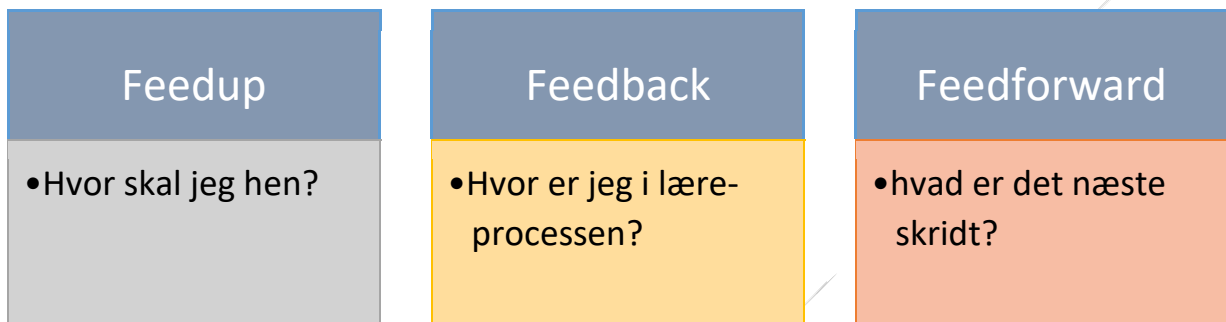 Feedup
•Hvor skal jeg hen?
Feedback
•Hvor er jeg i lære-
processen?
Feedforward
•hvad er det næste
skridt?